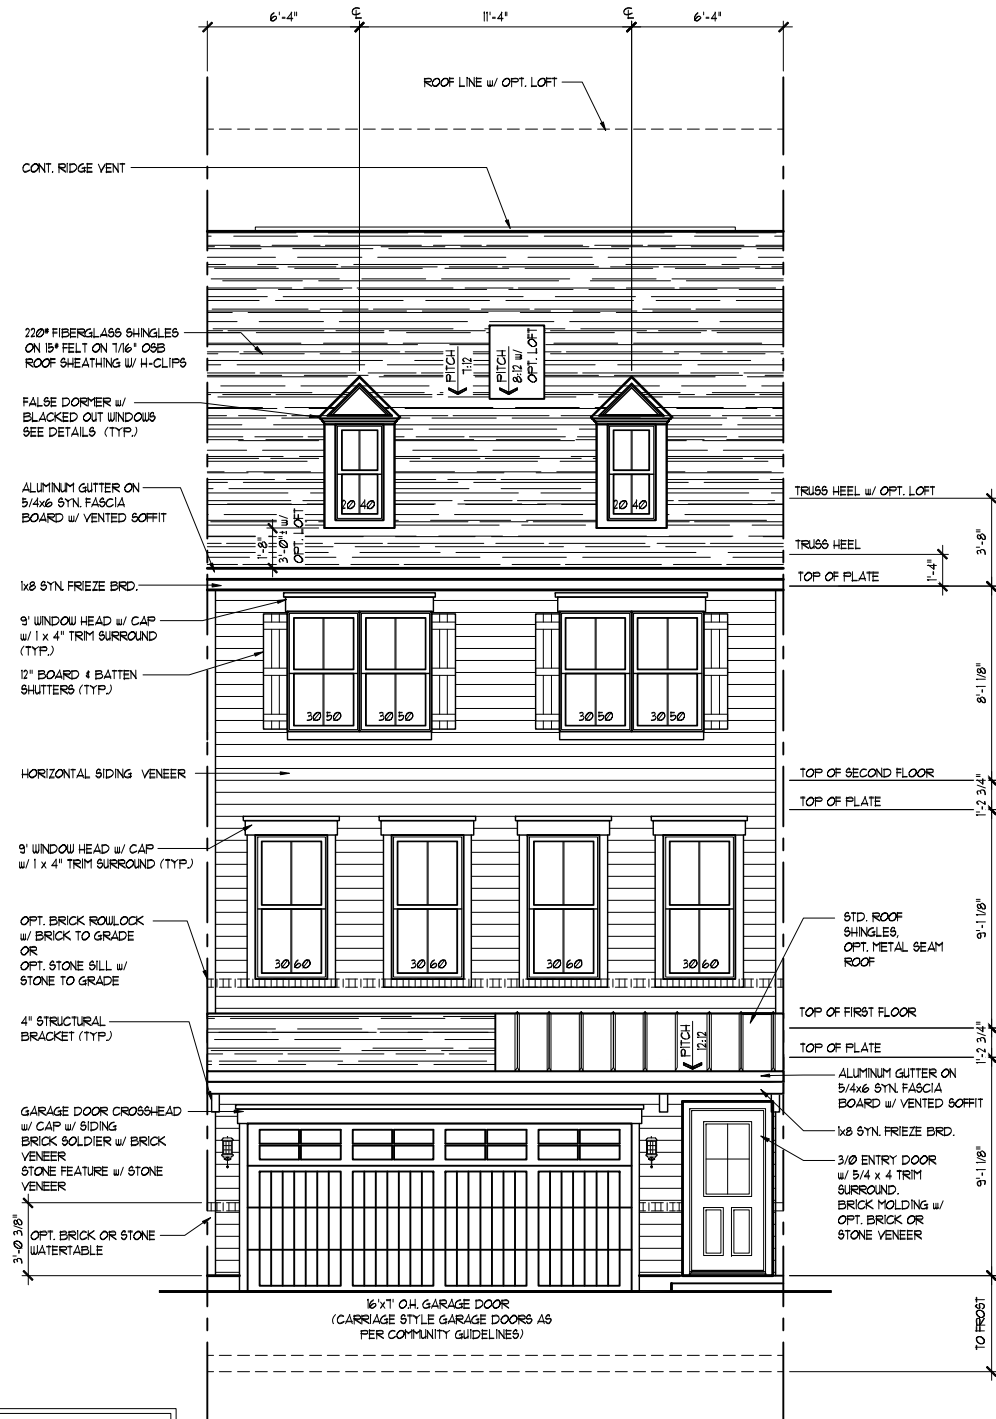 6'-4"
℄
11'-4"
℄
6'-4"
ROOF LINE w/ OPT. LOFT
CONT. RIDGE VENT
220# FIBERGLASS SHINGLES
ON 15# FELT ON 7/16" OSB
ROOF SHEATHING W/ H-CLIPS
PITCH
7:12
PITCH
8:12 w/
OPT. LOFT
FALSE DORMER w/
BLACKED OUT WINDOWS
SEE DETAILS (TYP.)
20 40
20 40
ALUMINUM GUTTER ON
5/4x6 SYN. FASCIA
BOARD w/ VENTED SOFFIT
1'-8"
3'-0"± w/
OPT. LOFT
TRUSS HEEL w/ OPT. LOFT
TRUSS HEEL
TOP OF PLATE
1'-4"
3'-8"
1x8 SYN. FRIEZE BRD.
9' WINDOW HEAD w/ CAP
w/ 1 x 4" TRIM SURROUND
(TYP.)
12" BOARD & BATTEN
SHUTTERS (TYP.)
30 50
30 50
30 50
30 50
8'-1 1/8"
HORIZONTAL SIDING VENEER
TOP OF SECOND FLOOR
TOP OF PLATE
1'-2 3/4"
9' WINDOW HEAD w/ CAP
w/ 1 x 4" TRIM SURROUND (TYP.)
30 60
30 60
30 60
30 60
OPT. BRICK ROWLOCK
w/ BRICK TO GRADE
OR
OPT. STONE SILL w/
STONE TO GRADE
STD. ROOF
SHINGLES,
OPT. METAL SEAM
ROOF
9'-1 1/8"
4" STRUCTURAL
BRACKET (TYP.)
PITCH
12:12
TOP OF FIRST FLOOR
TOP OF PLATE
1'-2 3/4"
ALUMINUM GUTTER ON
5/4x6 SYN. FASCIA
BOARD w/ VENTED SOFFIT
1x8 SYN. FRIEZE BRD.
GARAGE DOOR CROSSHEAD
w/ CAP w/ SIDING
BRICK SOLDIER w/ BRICK
VENEER
STONE FEATURE w/ STONE
VENEER
3/0 ENTRY DOOR
w/ 5/4 x 4 TRIM
SURROUND.
BRICK MOLDING w/
OPT. BRICK OR
STONE VENEER
9'-1 1/8"
3'-0 3/8"
OPT. BRICK OR STONE
WATERTABLE
16'x7' O.H. GARAGE DOOR
(CARRIAGE STYLE GARAGE DOORS AS
PER COMMUNITY GUIDELINES)
TO FROST